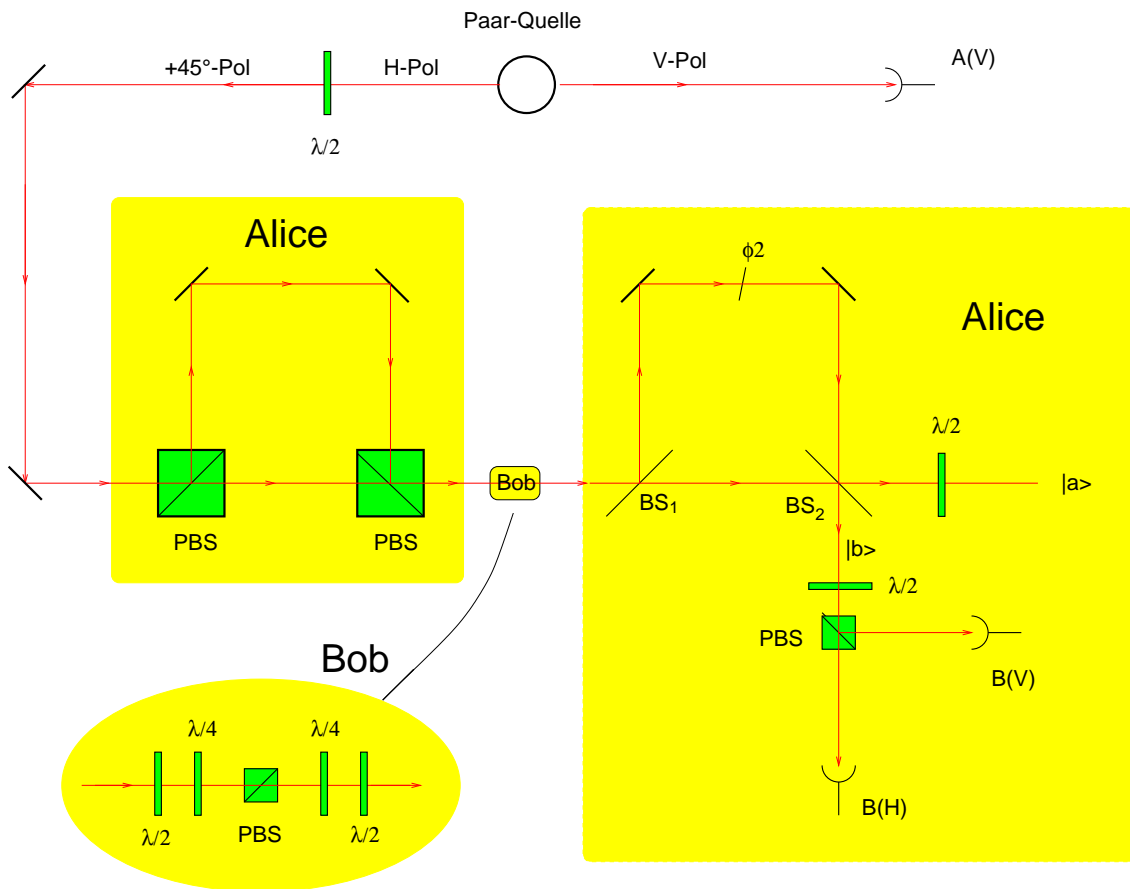 Paar-Quelle
+45°-Pol
H-Pol
V-Pol
A(V)
λ/2
Alice
PBS
PBS
Bob
Alice
ϕ2
BS1
BS2
λ/2
|a>
|b>
λ/2
PBS
B(V)
B(H)
Bob
λ/4
λ/4
λ/2
PBS
λ/2